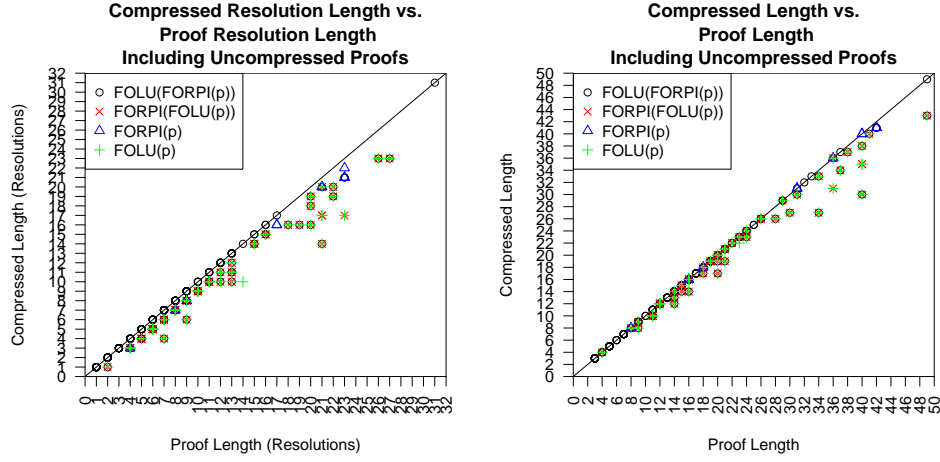 Compressed Resolution Length vs.
Proof Resolution Length
Including Uncompressed Proofs
Compressed Length (Resolutions)
32
31
30
29
28
27
26
25
24
23
22
21
20
19
18
17
16
15
14
13
12
11
10
9
8
7
6
5
4
3
2
1
0
FOLU(FORPI(p))
FORPI(FOLU(p))
FORPI(p)
FOLU(p)
0 1 2 3 4 5 6 7 8 9 10 11 12 13 14 15 16 17 18 19 20 21 22 23 24 25 26 27 28 29 30 31 32
Proof Length (Resolutions)
Compressed Length vs.
Proof Length
Including Uncompressed Proofs
Compressed Length
50
48
46
44
42
40
38
36
34
32
30
28
26
24
22
20
18
16
14
12
10
8
6
4
2
0
FOLU(FORPI(p))
FORPI(FOLU(p))
FORPI(p)
FOLU(p)
0 2 4 6 8 10 12 14 16 18 20 22 24 26 28 30 32 34 36 38 40 42 44 46 48 50
Proof Length